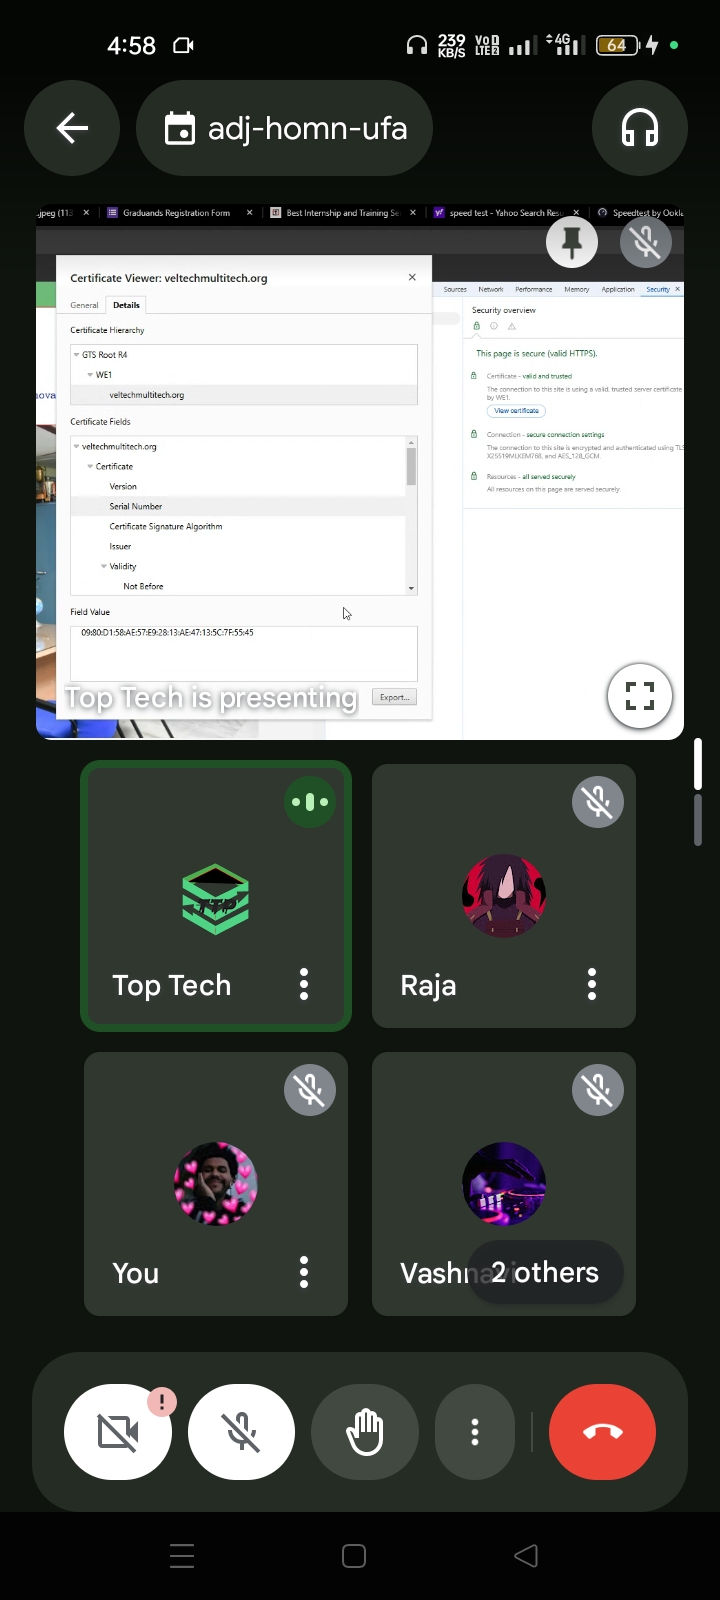 4:58
239
KB/S
VoD
LTE2
4G
64
adj-homn-ufa
.jpeg (11
Graduands Registration Form
Best Internship and Training Se
speed test - Yahoo Search Resu
Speedtest by Ookla
Certificate Viewer: veltechmultitech.org
General
Details
Certificate Hierarchy
GTS Root R4
WE1
veltechmultitech.org
Certificate Fields
veltechmultitech.org
Certificate
Version
Serial Number
Certificate Signature Algorithm
Issuer
Validity
Not Before
Field Value
09:80:D1:58:AE:57:E9:28:13:AE:47:13:5C:7F:55:45
Export...
Sources
Network
Performance
Memory
Application
Security
Security overview
This page is secure (valid HTTPS).
Certificate - valid and trusted
The connection to this site is using a valid, trusted server certificate
by WE1.
View certificate
Connection - secure connection settings
The connection to this site is encrypted and authenticated using TLS
X25519MLKEM768, and AES_128_GCM.
Resources - all served securely
All resources on this page are served securely.
Top Tech is presenting
TTP
Top Tech
Raja
You
Vashnavi
2 others